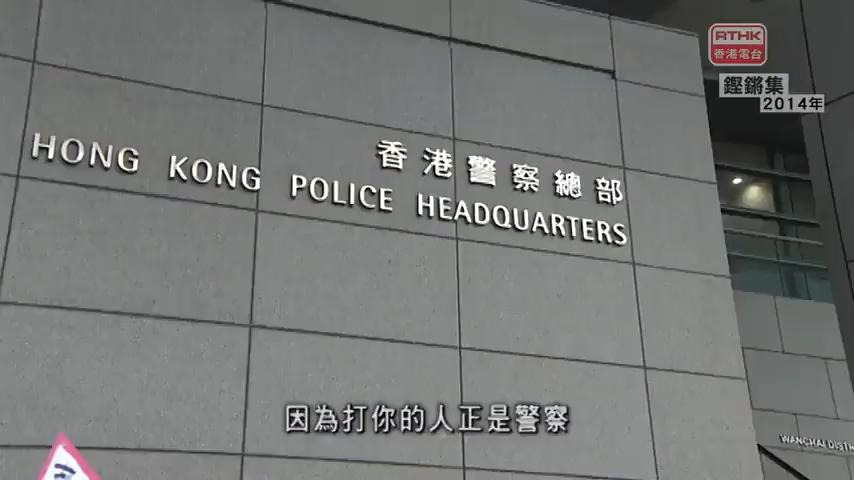 RTHK
香港電台
鏗鏘集
2014年
香港警察總部
HONG KONG POLICE HEADQUARTERS
因為打你的人正是警察
WANCHAI